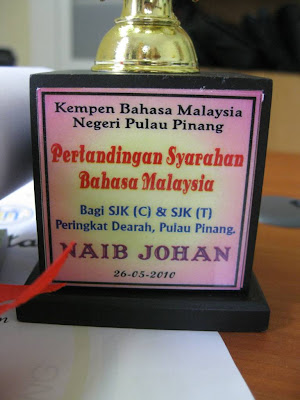 Kempen Bahasa Malaysia
Negeri Pulau Pinang
Pertandingan Syarahan
Bahasa Malaysia
Bagi SJK (C) & SJK (T)
Peringkat Dearah, Pulau Pinang.
NAIB JOHAN
26-05-2010